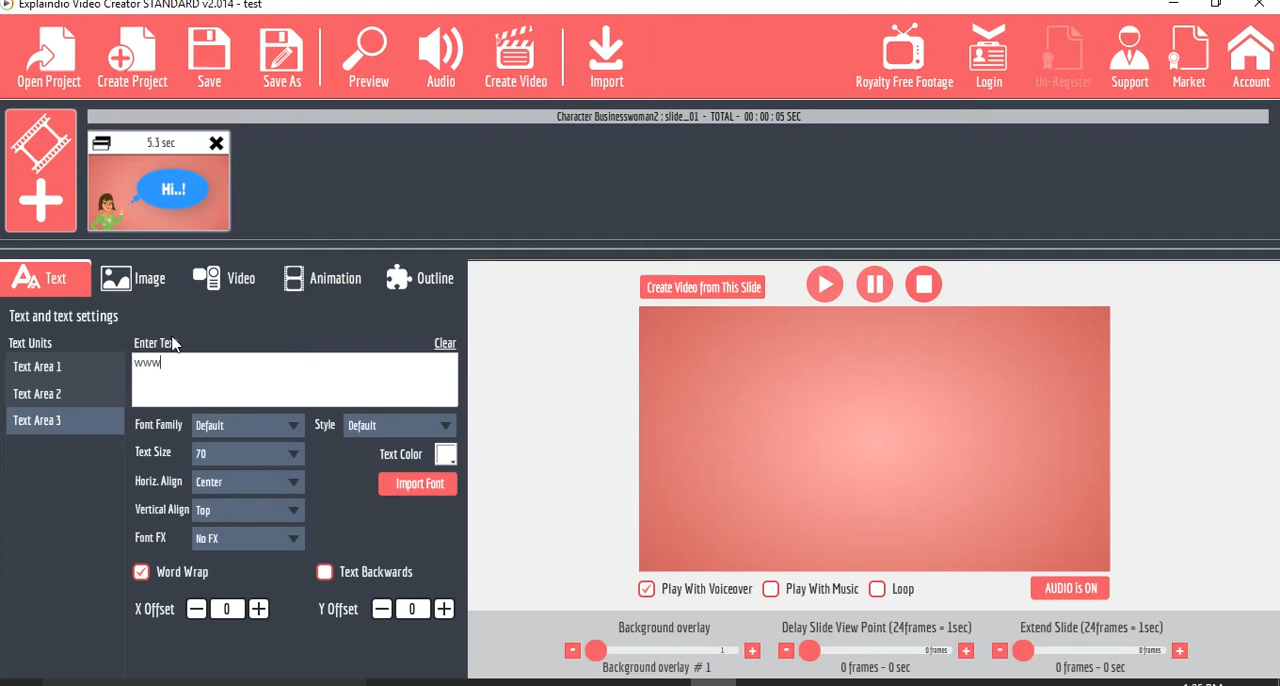 Explaindio Video Creator STANDARD v2.014 - test
Open Project Create Project Save Save As Preview Audio Create Video Import Royalty Free Footage Login Un-Register Support Market Account
Character Businesswoman2 : slide_01 - TOTAL - 00 : 00 : 05 SEC
5.3 sec
Hi..!
Text Image Video Animation Outline
Create Video from This Slide
Text and text settings
Text Units Enter Clear
Text Area 1 www
Text Area 2
Text Area 3
Font Family Default Style Default
Text Size 70 Text Color
Horiz. Align Center Import Font
Vertical Align Top
Font FX No FX
Word Wrap Text Backwards
Play With Voiceover Play With Music Loop AUDIO is ON
X Offset - 0 + Y Offset - 0 +
Background overlay Delay Slide View Point (24frames = 1sec) Extend Slide (24frames = 1sec)
- 1 + - 0 frames + - 0 frames +
Background overlay # 1 0 frames - 0 sec 0 frames - 0 sec